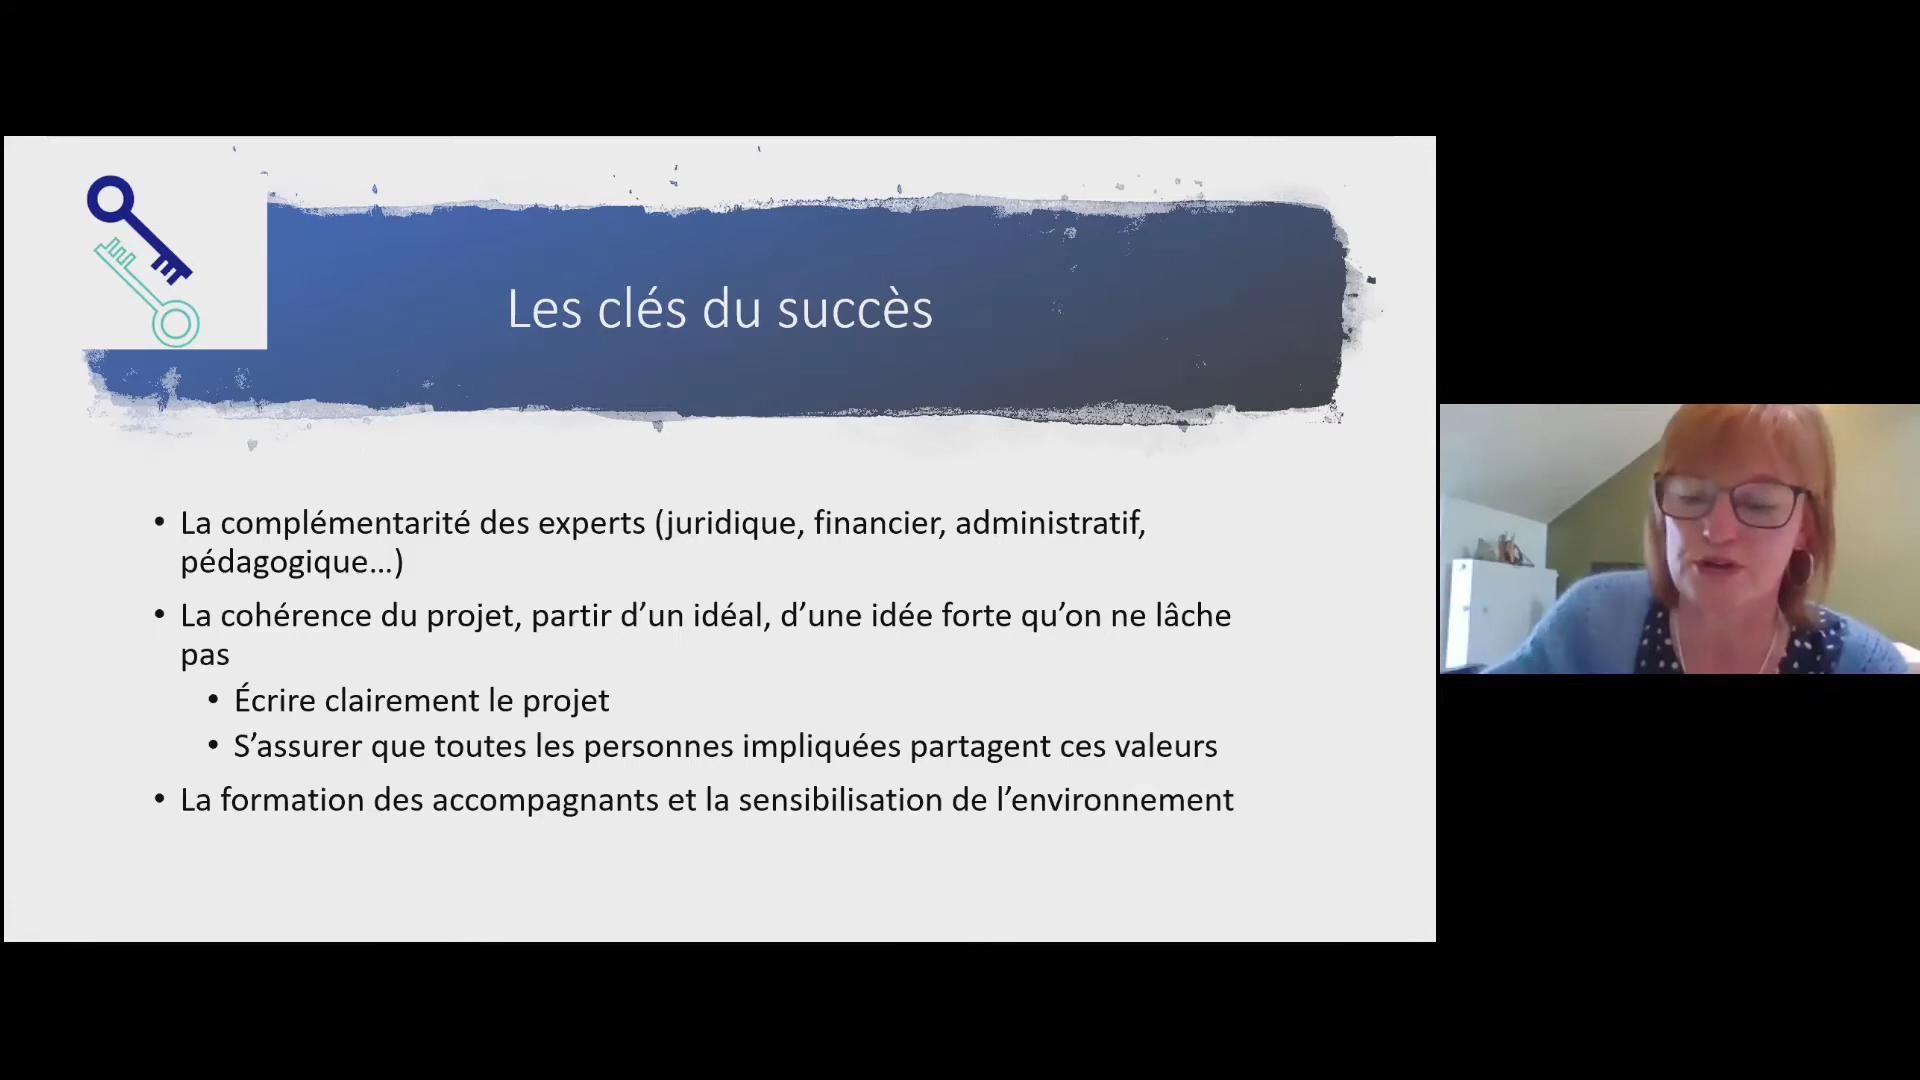 Les clés du succès
• La complémentarité des experts (juridique, financier, administratif,
pédagogique...)
• La cohérence du projet, partir d’un idéal, d’une idée forte qu’on ne lâche
pas
• Écrire clairement le projet
• S’assurer que toutes les personnes impliquées partagent ces valeurs
• La formation des accompagnants et la sensibilisation de l’environnement